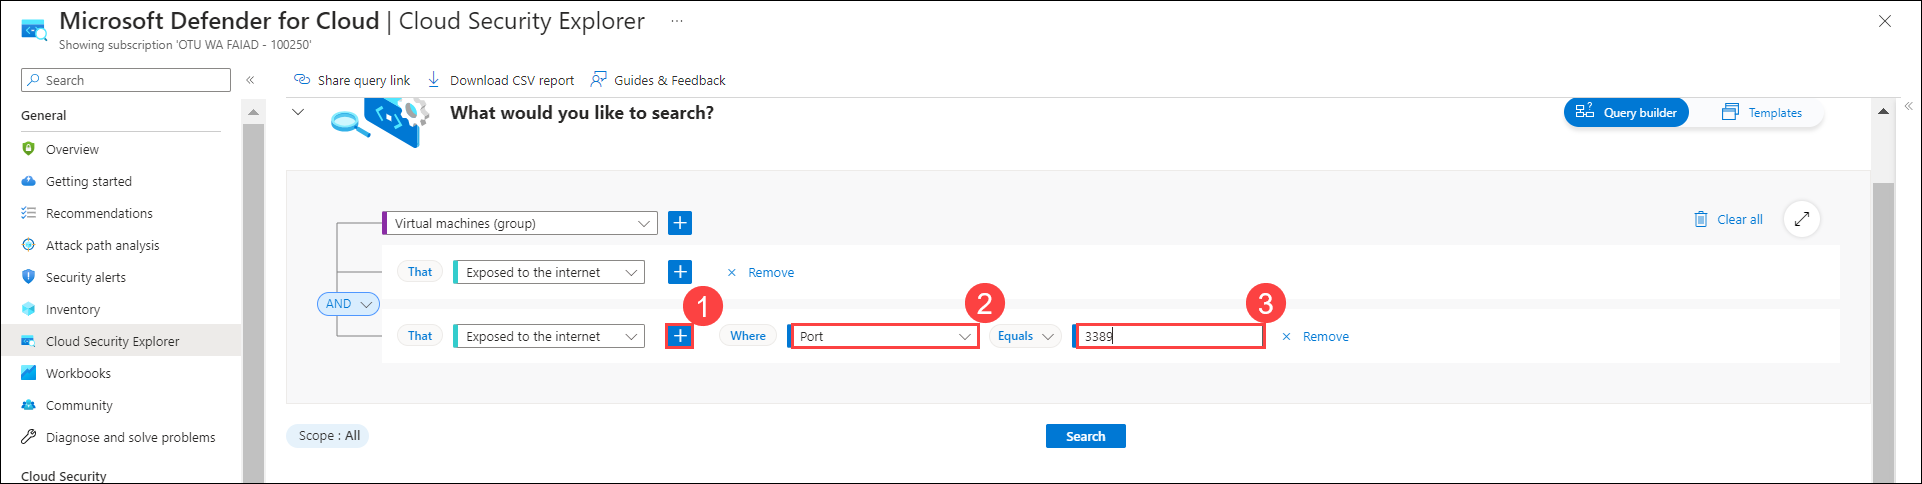 Microsoft Defender for Cloud | Cloud Security Explorer ...
Showing subscription 'OTU WA FAIAD - 100250'
Search
«
Share query link
Download CSV report
Guides & Feedback
General
Overview
Getting started
Recommendations
Attack path analysis
Security alerts
Inventory
Cloud Security Explorer
Workbooks
Community
Diagnose and solve problems
Cloud Security
What would you like to search?
Query builder
Templates
«
Virtual machines (group)
Clear all
That Exposed to the internet Remove
AND
1 2 3
That Exposed to the internet Where Port Equals 3389 Remove
Scope : All
Search